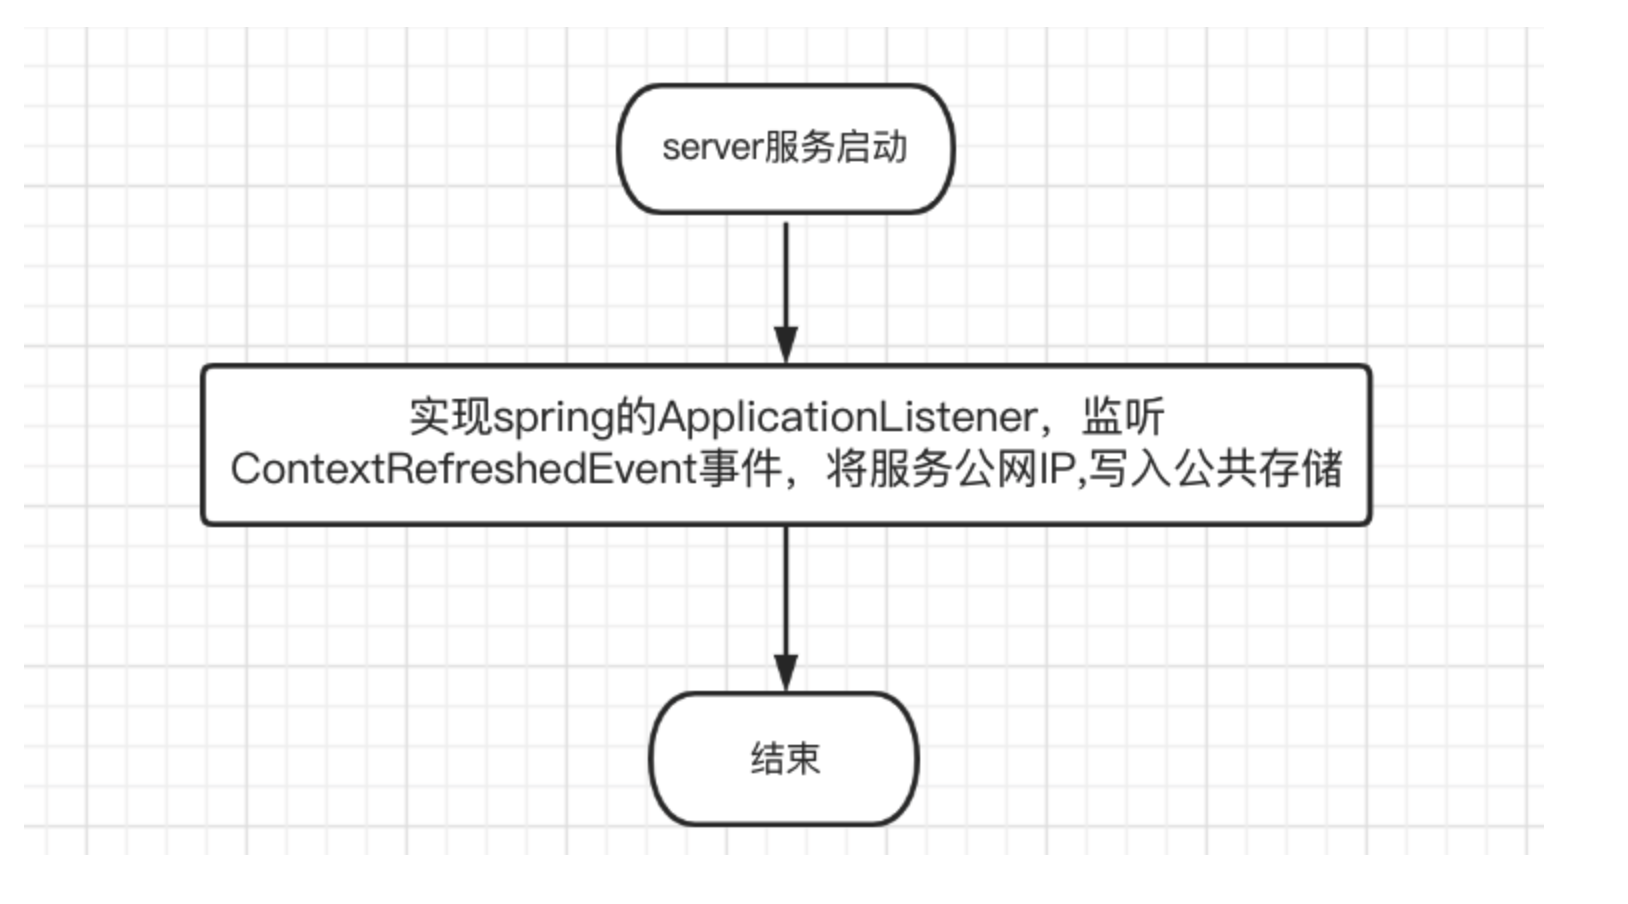 server服务启动
实现spring的ApplicationListener，监听
ContextRefreshedEvent事件，将服务公网IP,写入公共存储
结束